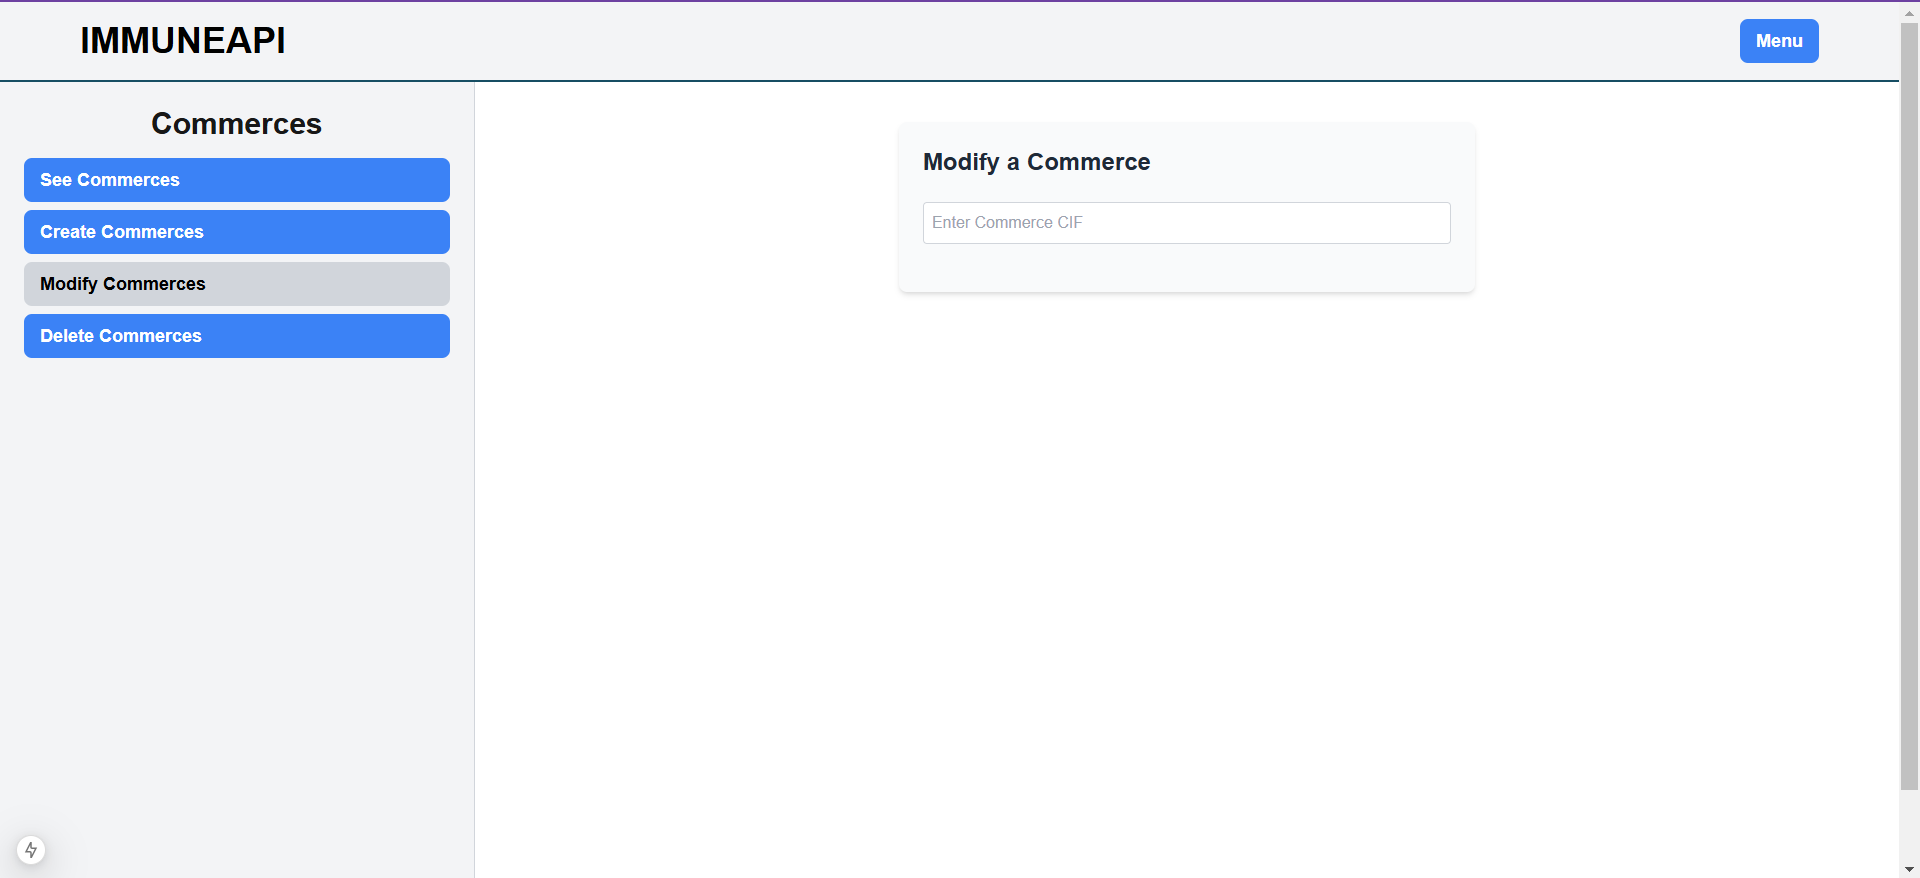 IMMUNEAPI
Menu
Commerces
See Commerces
Create Commerces
Modify Commerces
Delete Commerces
Modify a Commerce
Enter Commerce CIF